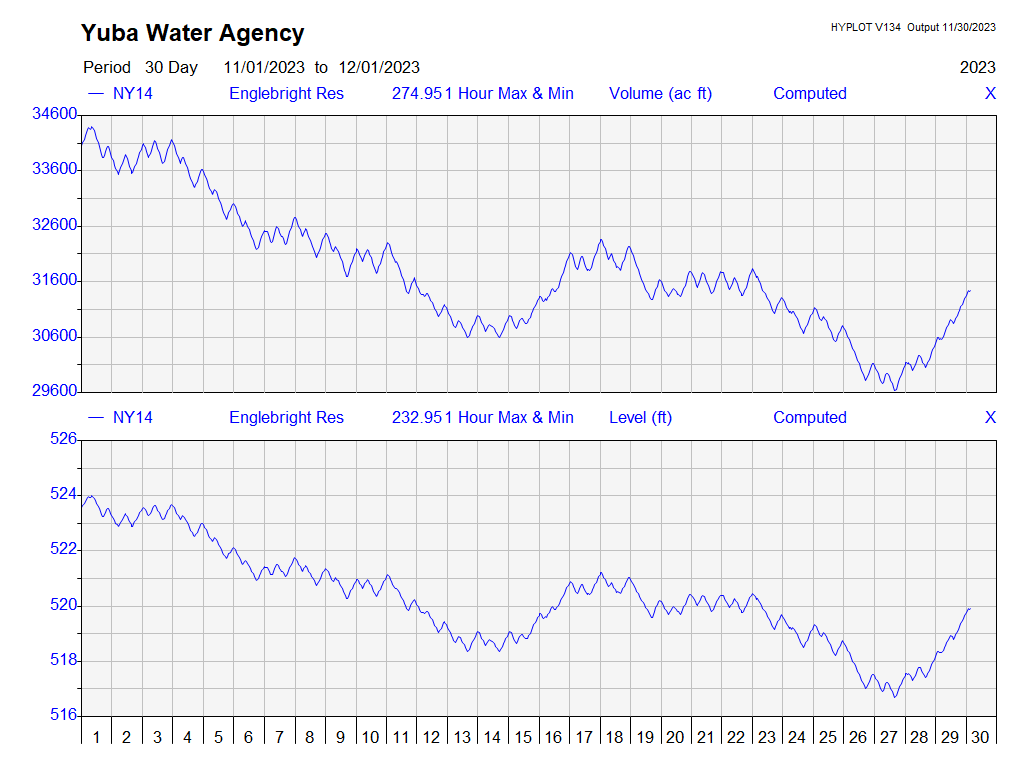 Yuba Water Agency
HYPLOT V134 Output 11/30/2023
Period 30 Day 11/01/2023 to 12/01/2023 2023
NY14 Englebright Res 274.951 Hour Max & Min Volume (ac ft) Computed X
34600
33600
32600
31600
30600
29600
NY14 Englebright Res 232.951 Hour Max & Min Level (ft) Computed X
526
524
522
520
518
516
1 2 3 4 5 6 7 8 9 10 11 12 13 14 15 16 17 18 19 20 21 22 23 24 25 26 27 28 29 30